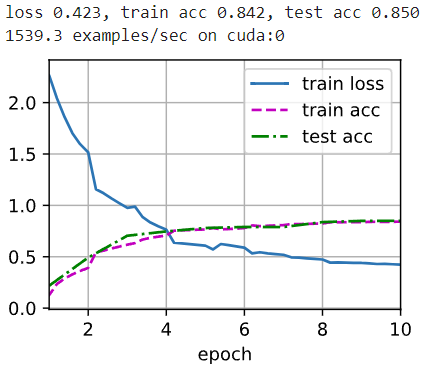 loss 0.423, train acc 0.842, test acc 0.850
1539.3 examples/sec on cuda:0
train loss
train acc
test acc
2.0
1.5
1.0
0.5
0.0
2 4 6 8 10
epoch